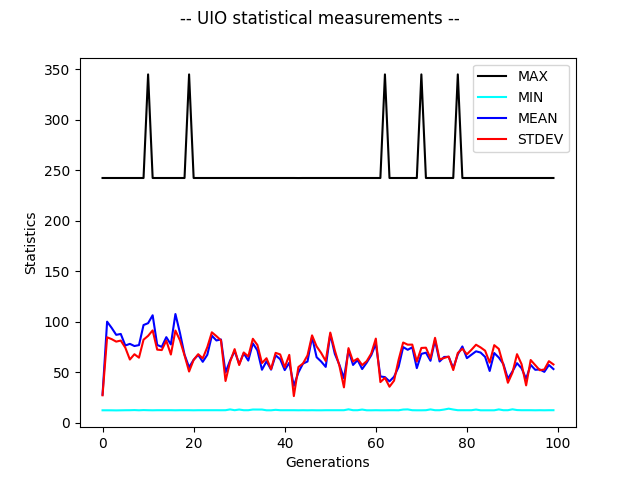 -- UIO statistical measurements --
350
300
250
200
150
100
50
0
Statistics
MAX
MIN
MEAN
STDEV
0 20 40 60 80 100
Generations